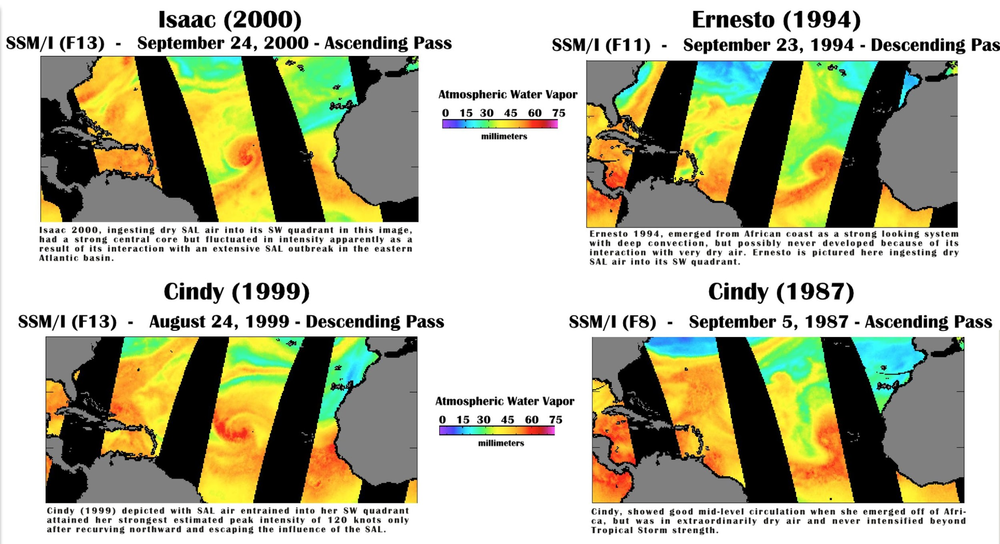 Isaac (2000)
SSM/I (F13) - September 24, 2000 - Ascending Pass
Isaac 2000, ingesting dry SAL air into its SW quadrant in this image,
had a strong central core but fluctuated in intensity apparently as a
result of its interaction with an extensive SAL outbreak in the eastern
Atlantic basin.
Atmospheric Water Vapor
0 15 30 45 60 75
millimeters
Ernesto (1994)
SSM/I (F11) - September 23, 1994 - Descending Pas
Ernesto 1994, emerged from African coast as a strong looking system
with deep convection, but possibly never developed because of its
interaction with very dry air. Ernesto is pictured here ingesting dry
SAL air into its SW quadrant.
Cindy (1999)
SSM/I (F13) - August 24, 1999 - Descending Pass
Cindy (1999) depicted with SAL air entrained into her SW quadrant
attained her strongest estimated peak intensity of 120 knots only
after recurving northward and escaping the influence of the SAL.
Atmospheric Water Vapor
0 15 30 45 60 75
millimeters
Cindy (1987)
SSM/I (F8) - September 5, 1987 - Ascending Pass
Cindy, showed good mid-level circulation when she emerged off of Afri-
ca, but was in extraordinarily dry air and never intensified beyond
Tropical Storm strength.